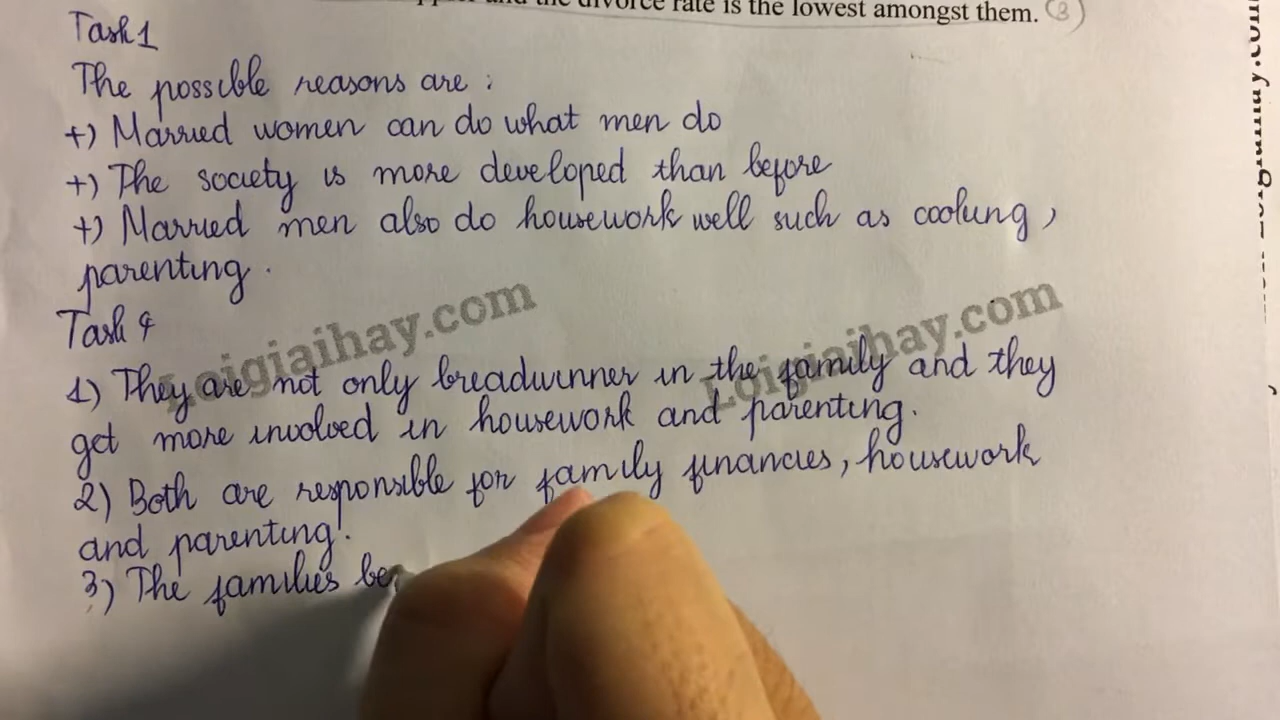 and the divorce rate is the lowest amongst them. (3)
Task 1
The possible reasons are :
+) Married women can do what men do
+) The society is more developed than before
+) Married men also do housework well such as cooking,
parenting.
Task 4
Loigiaihay.com
Loigiaihay.com
1) They are not only breadwinner in the family and they
get more involved in housework and parenting.
2) Both are responsible for family finances, housework
and parenting.
3) The families be